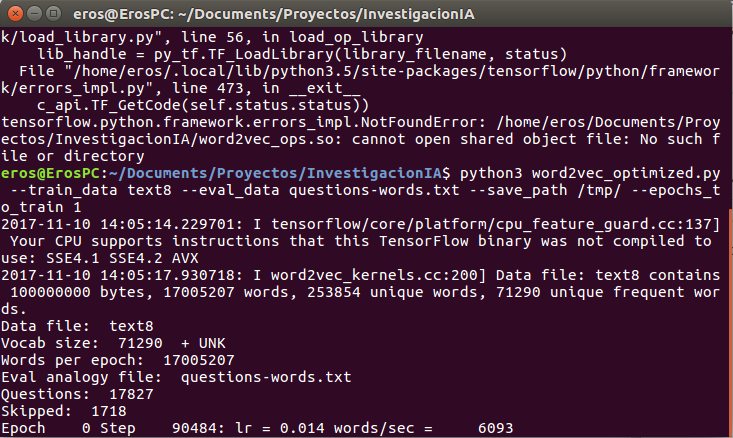 eros@ErosPC: ~/Documents/Proyectos/InvestigacionIA
k/load_library.py", line 56, in load_op_library
    lib_handle = py_tf.TF_LoadLibrary(library_filename, status)
  File "/home/eros/.local/lib/python3.5/site-packages/tensorflow/python/framewor
k/errors_impl.py", line 473, in __exit__
    c_api.TF_GetCode(self.status.status))
tensorflow.python.framework.errors_impl.NotFoundError: /home/eros/Documents/Proy
ectos/InvestigacionIA/word2vec_ops.so: cannot open shared object file: No such f
ile or directory
eros@ErosPC:~/Documents/Proyectos/InvestigacionIA$ python3 word2vec_optimized.py
 --train_data text8 --eval_data questions-words.txt --save_path /tmp/ --epochs_t
o_train 1
2017-11-10 14:05:14.229701: I tensorflow/core/platform/cpu_feature_guard.cc:137]
 Your CPU supports instructions that this TensorFlow binary was not compiled to
use: SSE4.1 SSE4.2 AVX
2017-11-10 14:05:17.930718: I word2vec_kernels.cc:200] Data file: text8 contains
 100000000 bytes, 17005207 words, 253854 unique words, 71290 unique frequent wor
ds.
Data file:  text8
Vocab size:  71290  + UNK
Words per epoch:  17005207
Eval analogy file:  questions-words.txt
Questions:  17827
Skipped:  1718
Epoch    0 Step    90484: lr = 0.014 words/sec =     6093